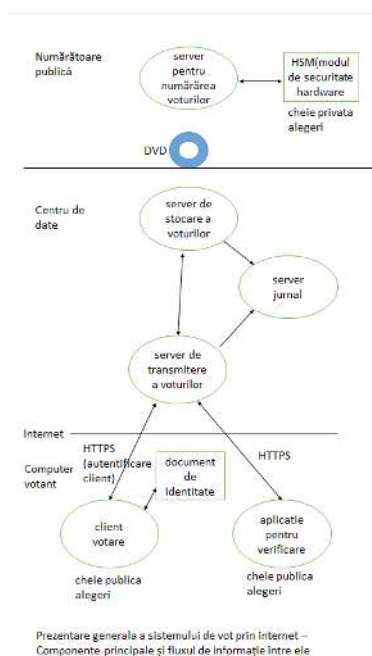 Numărătoare
publică
server
pentru
numărarea
voturilor
HSM(modul
de securitate
hardware
cheie privata
alegeri
DVD
Centru de
date
server de
stocare a
voturilor
server
jurnal
server de
transmitere
a voturilor
Internet
HTTPS
(autentificare
client)
Computer
votant
document
de
identitate
HTTPS
client
votare
aplicatie
pentru
verificare
cheie publica
alegeri
cheie publica
alegeri
Prezentare generala a sistemului de vot prin internet –
Componente principale și fluxul de informație între ele